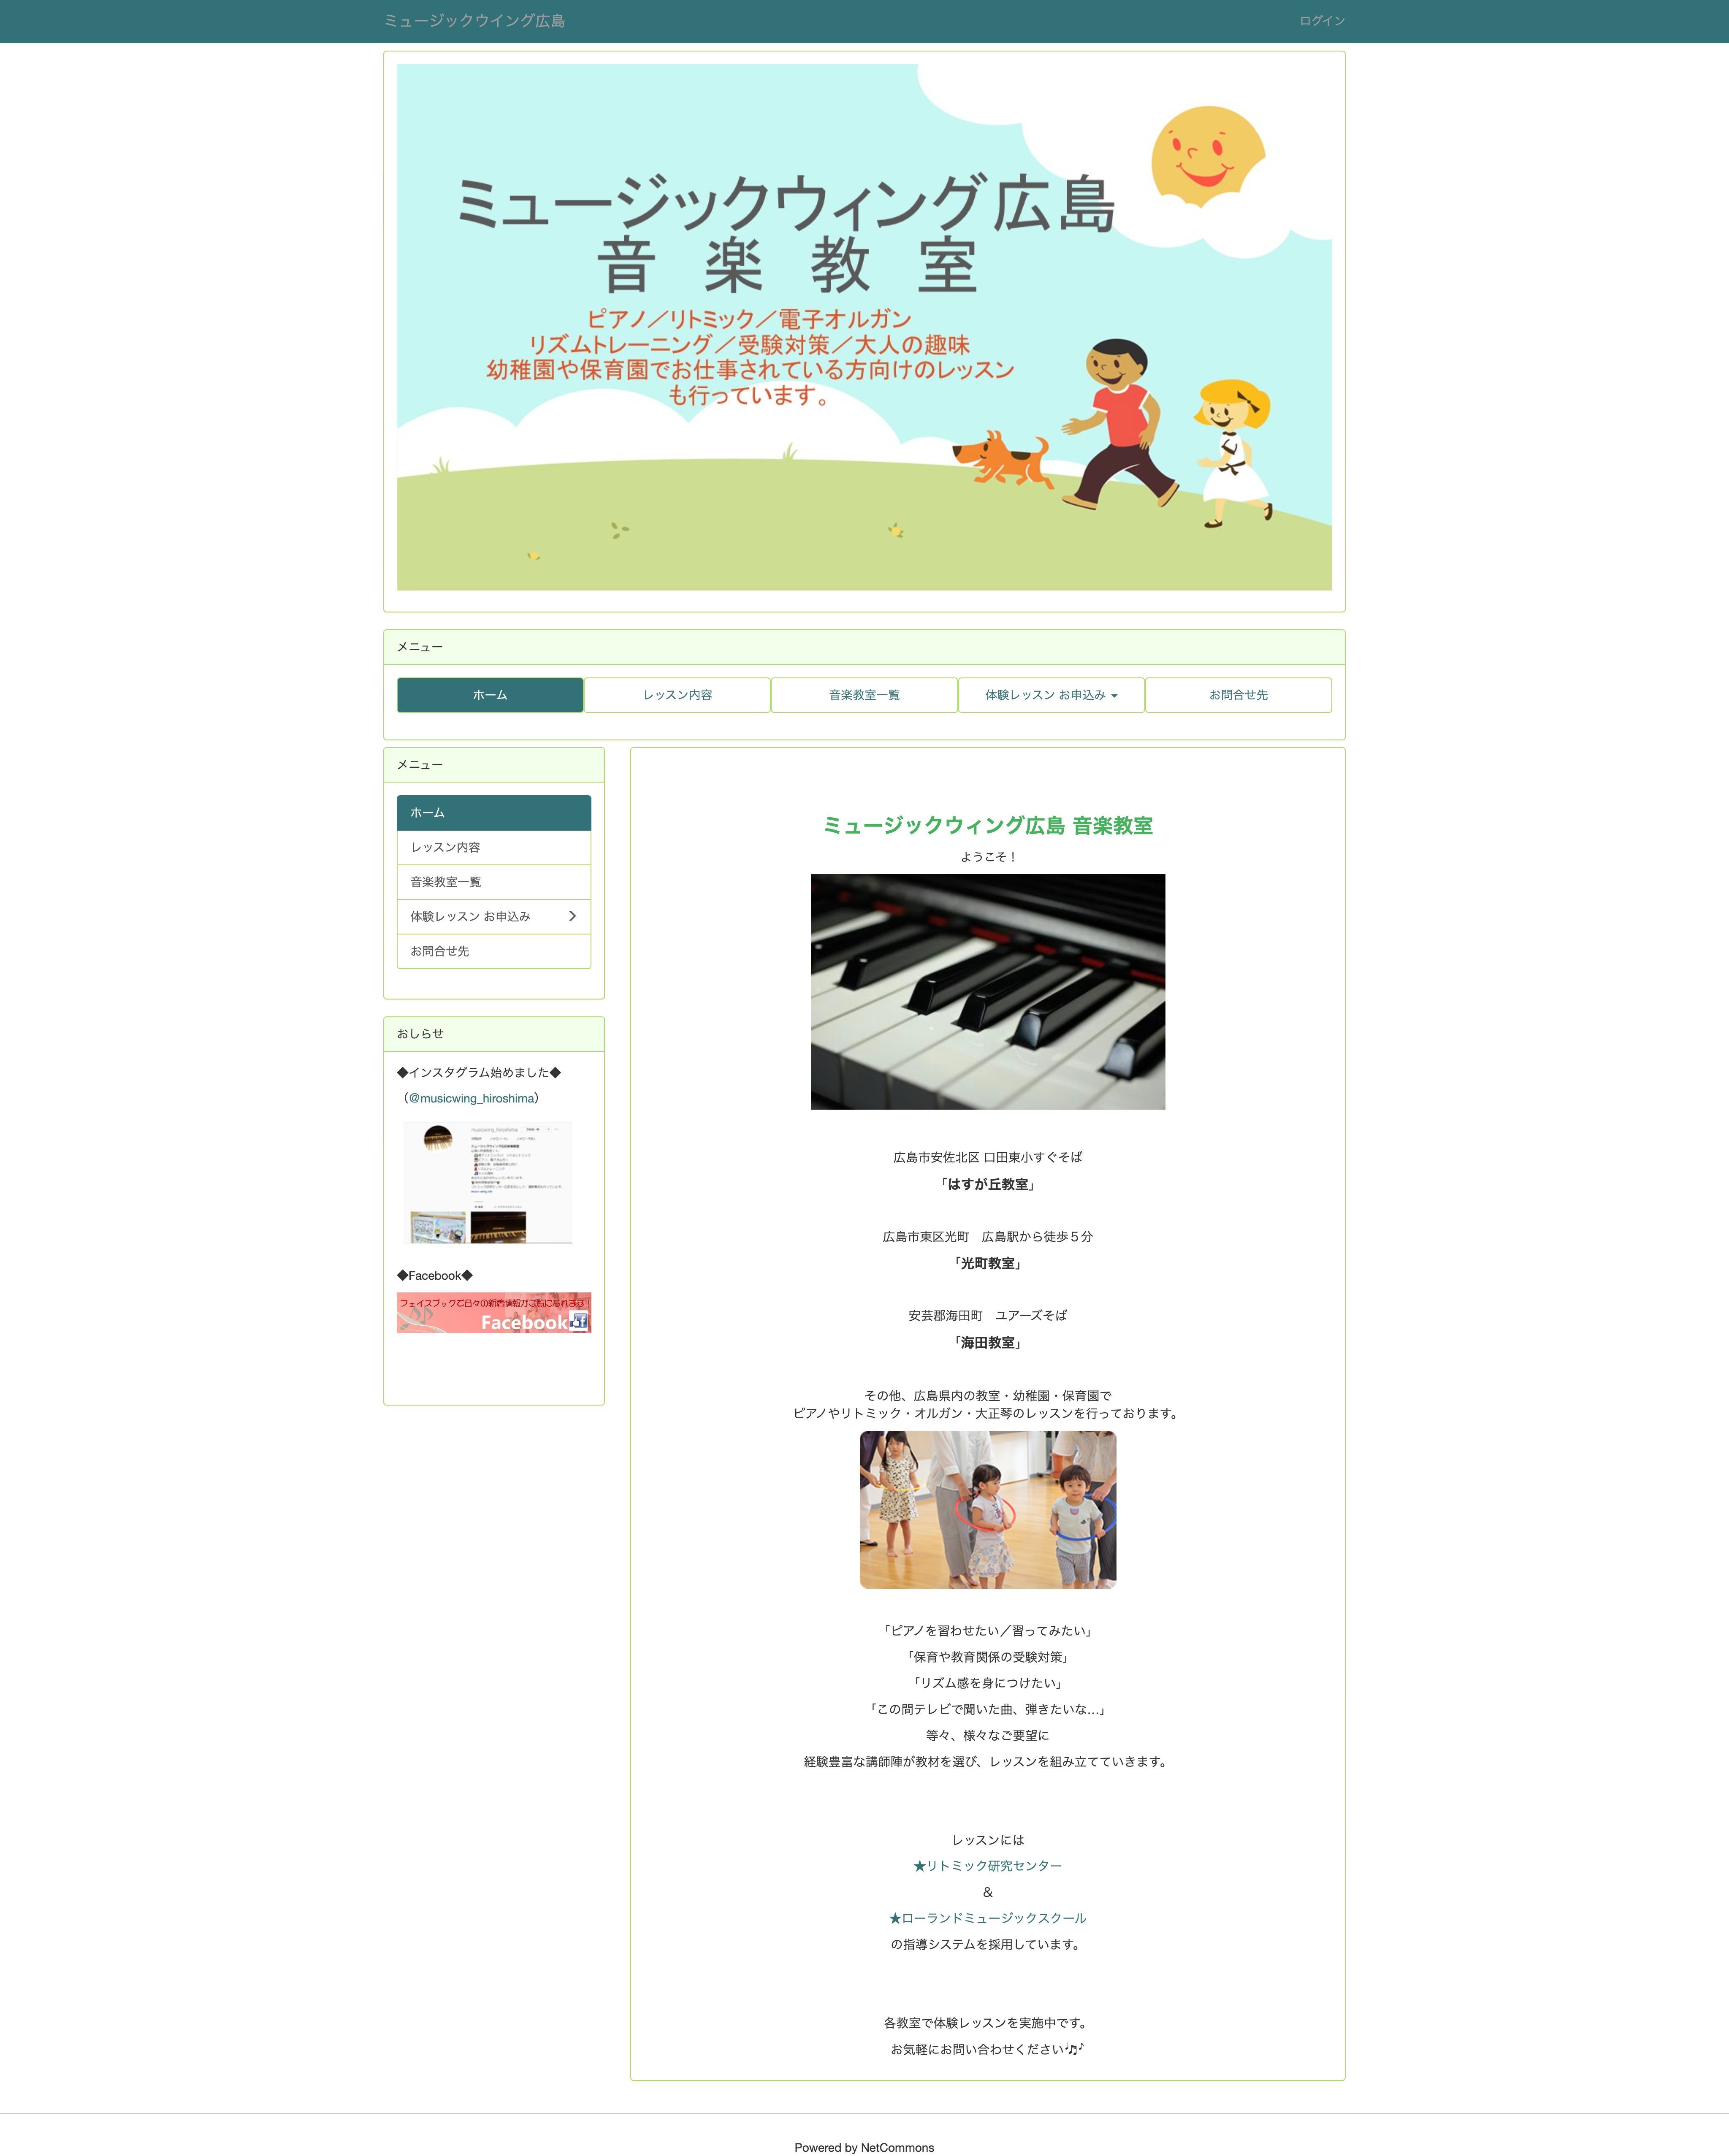 ミュージックウイング広島
ログイン
ミュージックウィング広島
音楽教室
ピアノ／リトミック／電子オルガン
リズムトレーニング／受験対策／大人の趣味
幼稚園や保育園でお仕事されている方向けのレッスン
も行っています。
メニュー
ホーム
レッスン内容
音楽教室一覧
体験レッスン お申込み
お問合せ先
メニュー
ホーム
レッスン内容
音楽教室一覧
体験レッスン お申込み
お問合せ先
おしらせ
◆インスタグラム始めました◆
（@musicwing_hiroshima）
musicwing_hiroshima
◆Facebook◆
フェイスブックで日々の新着情報がご覧になれます！
Facebook
ミュージックウィング広島 音楽教室
ようこそ！
広島市安佐北区 口田東小すぐそば
「はすが丘教室」
広島市東区光町　広島駅から徒歩５分
「光町教室」
安芸郡海田町　ユアーズそば
「海田教室」
その他、広島県内の教室・幼稚園・保育園で
ピアノやリトミック・オルガン・大正琴のレッスンを行っております。
「ピアノを習わせたい／習ってみたい」
「保育や教育関係の受験対策」
「リズム感を身につけたい」
「この間テレビで聞いた曲、弾きたいな…」
等々、様々なご要望に
経験豊富な講師陣が教材を選び、レッスンを組み立てていきます。
レッスンには
★リトミック研究センター
＆
★ローランドミュージックスクール
の指導システムを採用しています。
各教室で体験レッスンを実施中です。
お気軽にお問い合わせください♩♫♪
Powered by NetCommons